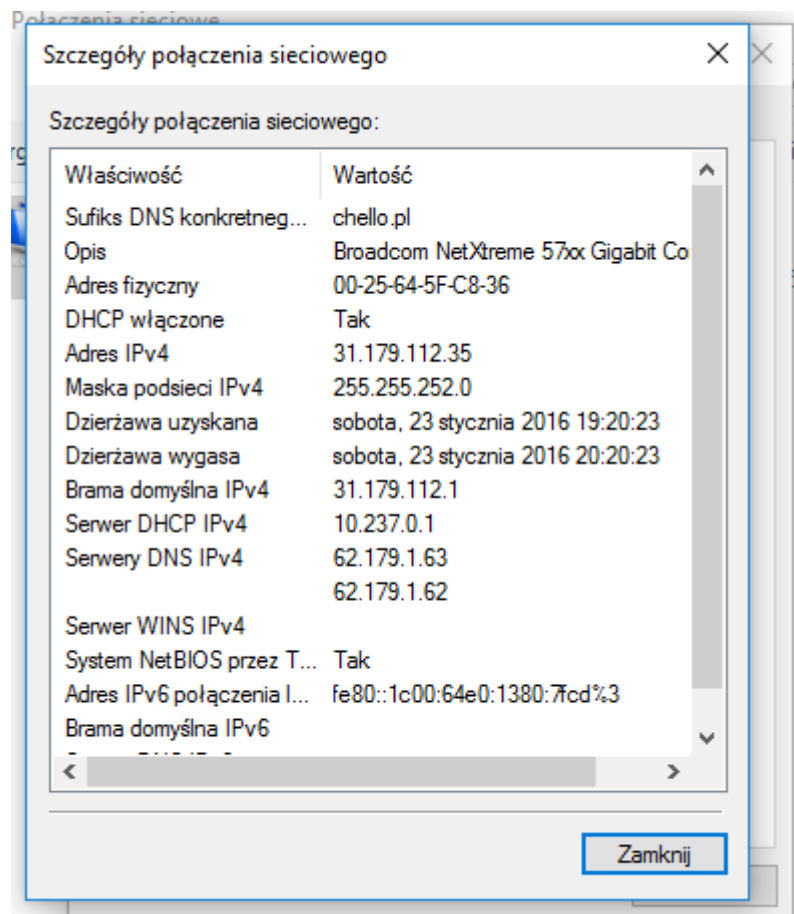 Połączenia sieciowe
Szczegóły połączenia sieciowego
Szczegóły połączenia sieciowego:
Właściwość Wartość
Sufiks DNS konkretneg... chello.pl
Opis Broadcom NetXtreme 57xx Gigabit Co
Adres fizyczny 00-25-64-5F-C8-36
DHCP włączone Tak
Adres IPv4 31.179.112.35
Maska podsieci IPv4 255.255.252.0
Dzierżawa uzyskana sobota, 23 stycznia 2016 19:20:23
Dzierżawa wygasa sobota, 23 stycznia 2016 20:20:23
Brama domyślna IPv4 31.179.112.1
Serwer DHCP IPv4 10.237.0.1
Serwery DNS IPv4 62.179.1.63
62.179.1.62
Serwer WINS IPv4
System NetBIOS przez T... Tak
Adres IPv6 połączenia l... fe80::1c00:64e0:1380:7fcd%3
Brama domyślna IPv6
Zamknij